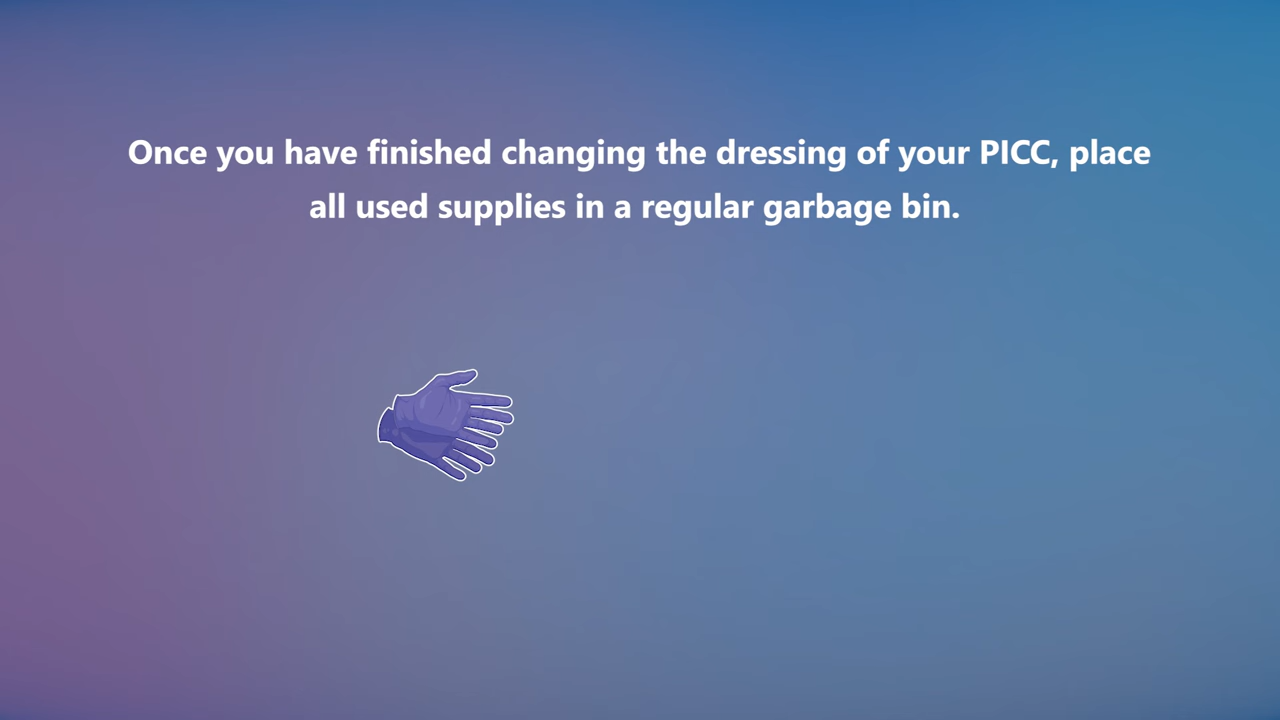 Once you have finished changing the dressing of your PICC, place
all used supplies in a regular garbage bin.